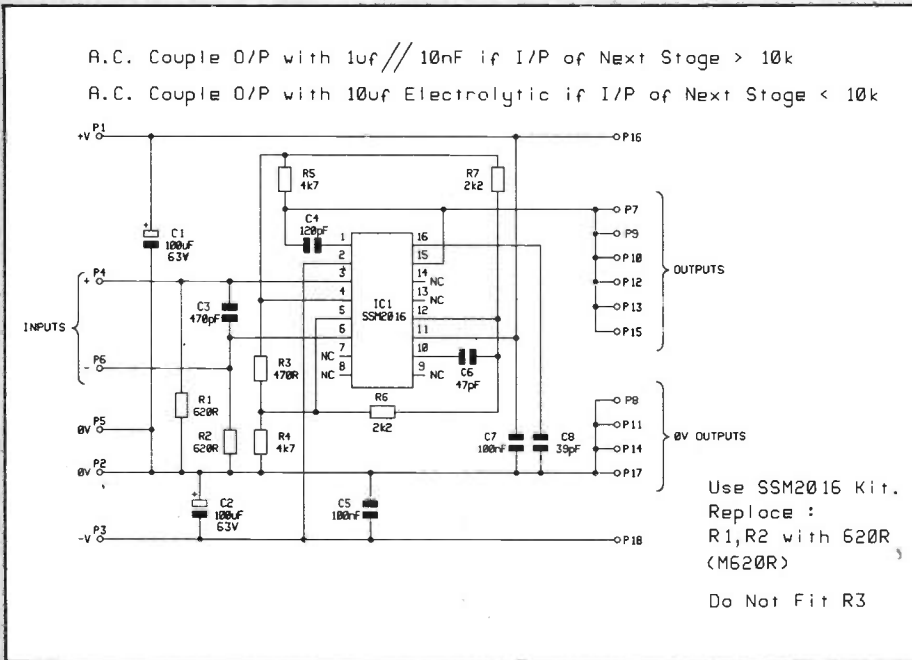 A.C. Couple O/P with 1uf // 10nF if I/P of Next Stage > 10k
A.C. Couple O/P with 10uf Electrolytic if I/P of Next Stage < 10k
+V P1
P16
R5
4k7
R7
2k2
P7
C4
120pF
P9
C1
100uF
63V
+
1
16
2
15
P10
OUTPUTS
P4
+
3
14 NC
P12
C3
470pF
4
13 NC
IC1
SSM2016
P13
INPUTS
5
12
6
11
P15
P6
-
NC 7
10
NC 8
9 NC
R3
470R
C6
47pF
R1
620R
R6
2k2
P8
P5
0V
R2
620R
R4
4k7
C7
100nF
C8
39pF
P11
0V OUTPUTS
P14
P2
0V
P17
+
C2
100uF
63V
C5
100nF
P3
-V
P18
Use SSM2016 Kit.
Replace :
R1,R2 with 620R
(M620R)
Do Not Fit R3